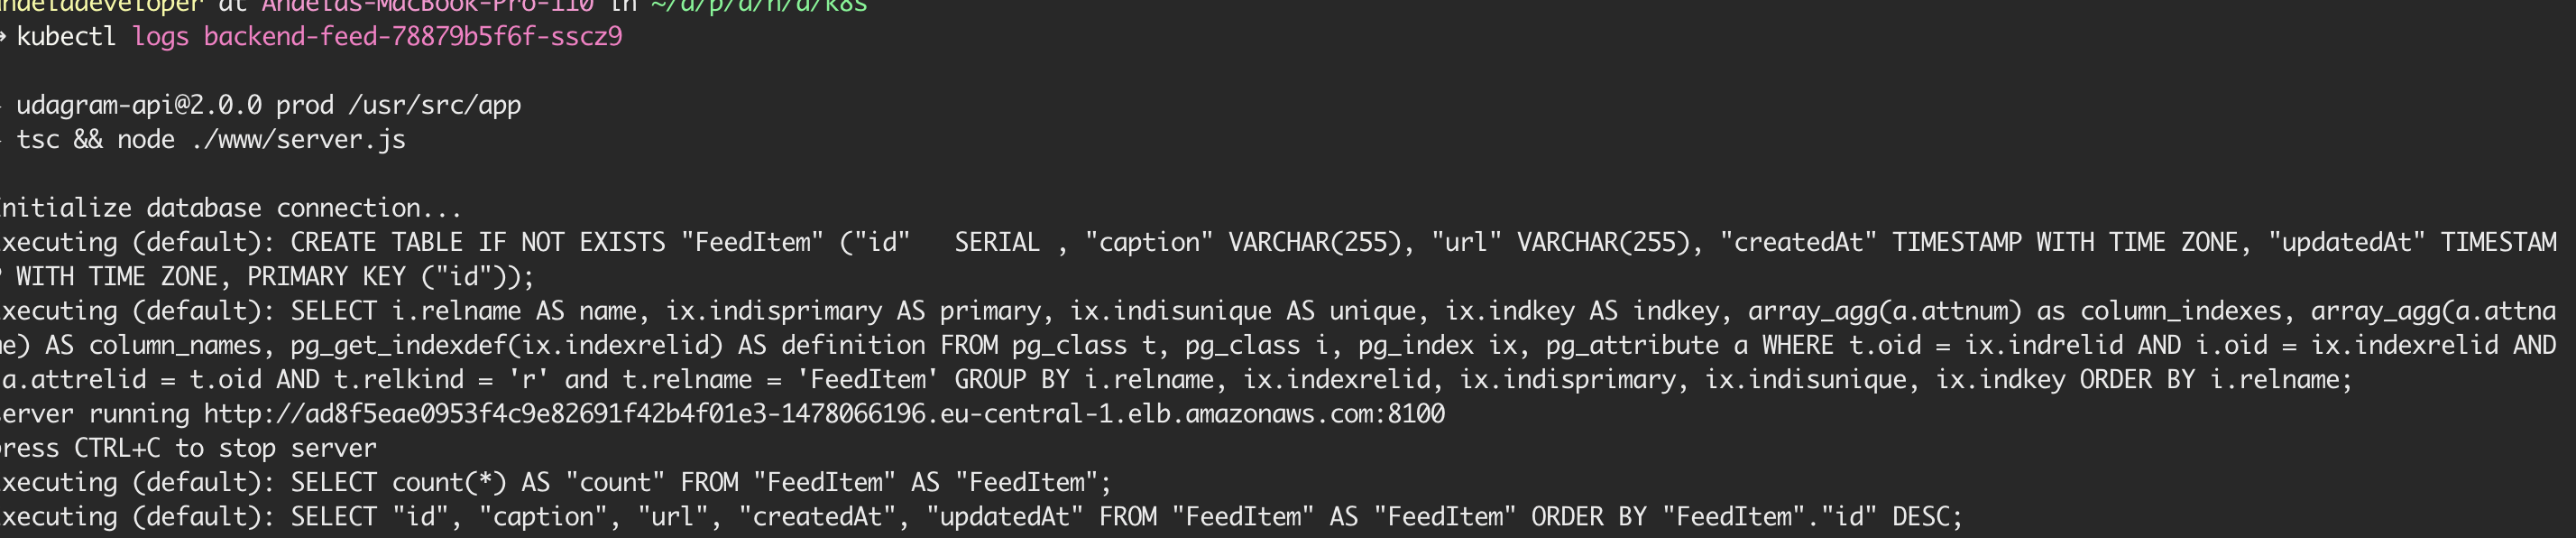 andeladeveloper at Andelas-MacBook-Pro-110 in ~/d/p/d/n/d/k8s
→ kubectl logs backend-feed-78879b5f6f-sscz9
udagram-api@2.0.0 prod /usr/src/app
tsc && node ./www/server.js
nitialize database connection...
xecuting (default): CREATE TABLE IF NOT EXISTS "FeedItem" ("id"   SERIAL , "caption" VARCHAR(255), "url" VARCHAR(255), "createdAt" TIMESTAMP WITH TIME ZONE, "updatedAt" TIMESTAM
P WITH TIME ZONE, PRIMARY KEY ("id"));
xecuting (default): SELECT i.relname AS name, ix.indisprimary AS primary, ix.indisunique AS unique, ix.indkey AS indkey, array_agg(a.attnum) as column_indexes, array_agg(a.attna
me) AS column_names, pg_get_indexdef(ix.indexrelid) AS definition FROM pg_class t, pg_class i, pg_index ix, pg_attribute a WHERE t.oid = ix.indrelid AND i.oid = ix.indexrelid AND
a.attrelid = t.oid AND t.relkind = 'r' and t.relname = 'FeedItem' GROUP BY i.relname, ix.indexrelid, ix.indisprimary, ix.indisunique, ix.indkey ORDER BY i.relname;
server running http://ad8f5eae0953f4c9e82691f42b4f01e3-1478066196.eu-central-1.elb.amazonaws.com:8100
press CTRL+C to stop server
xecuting (default): SELECT count(*) AS "count" FROM "FeedItem" AS "FeedItem";
xecuting (default): SELECT "id", "caption", "url", "createdAt", "updatedAt" FROM "FeedItem" AS "FeedItem" ORDER BY "FeedItem"."id" DESC;